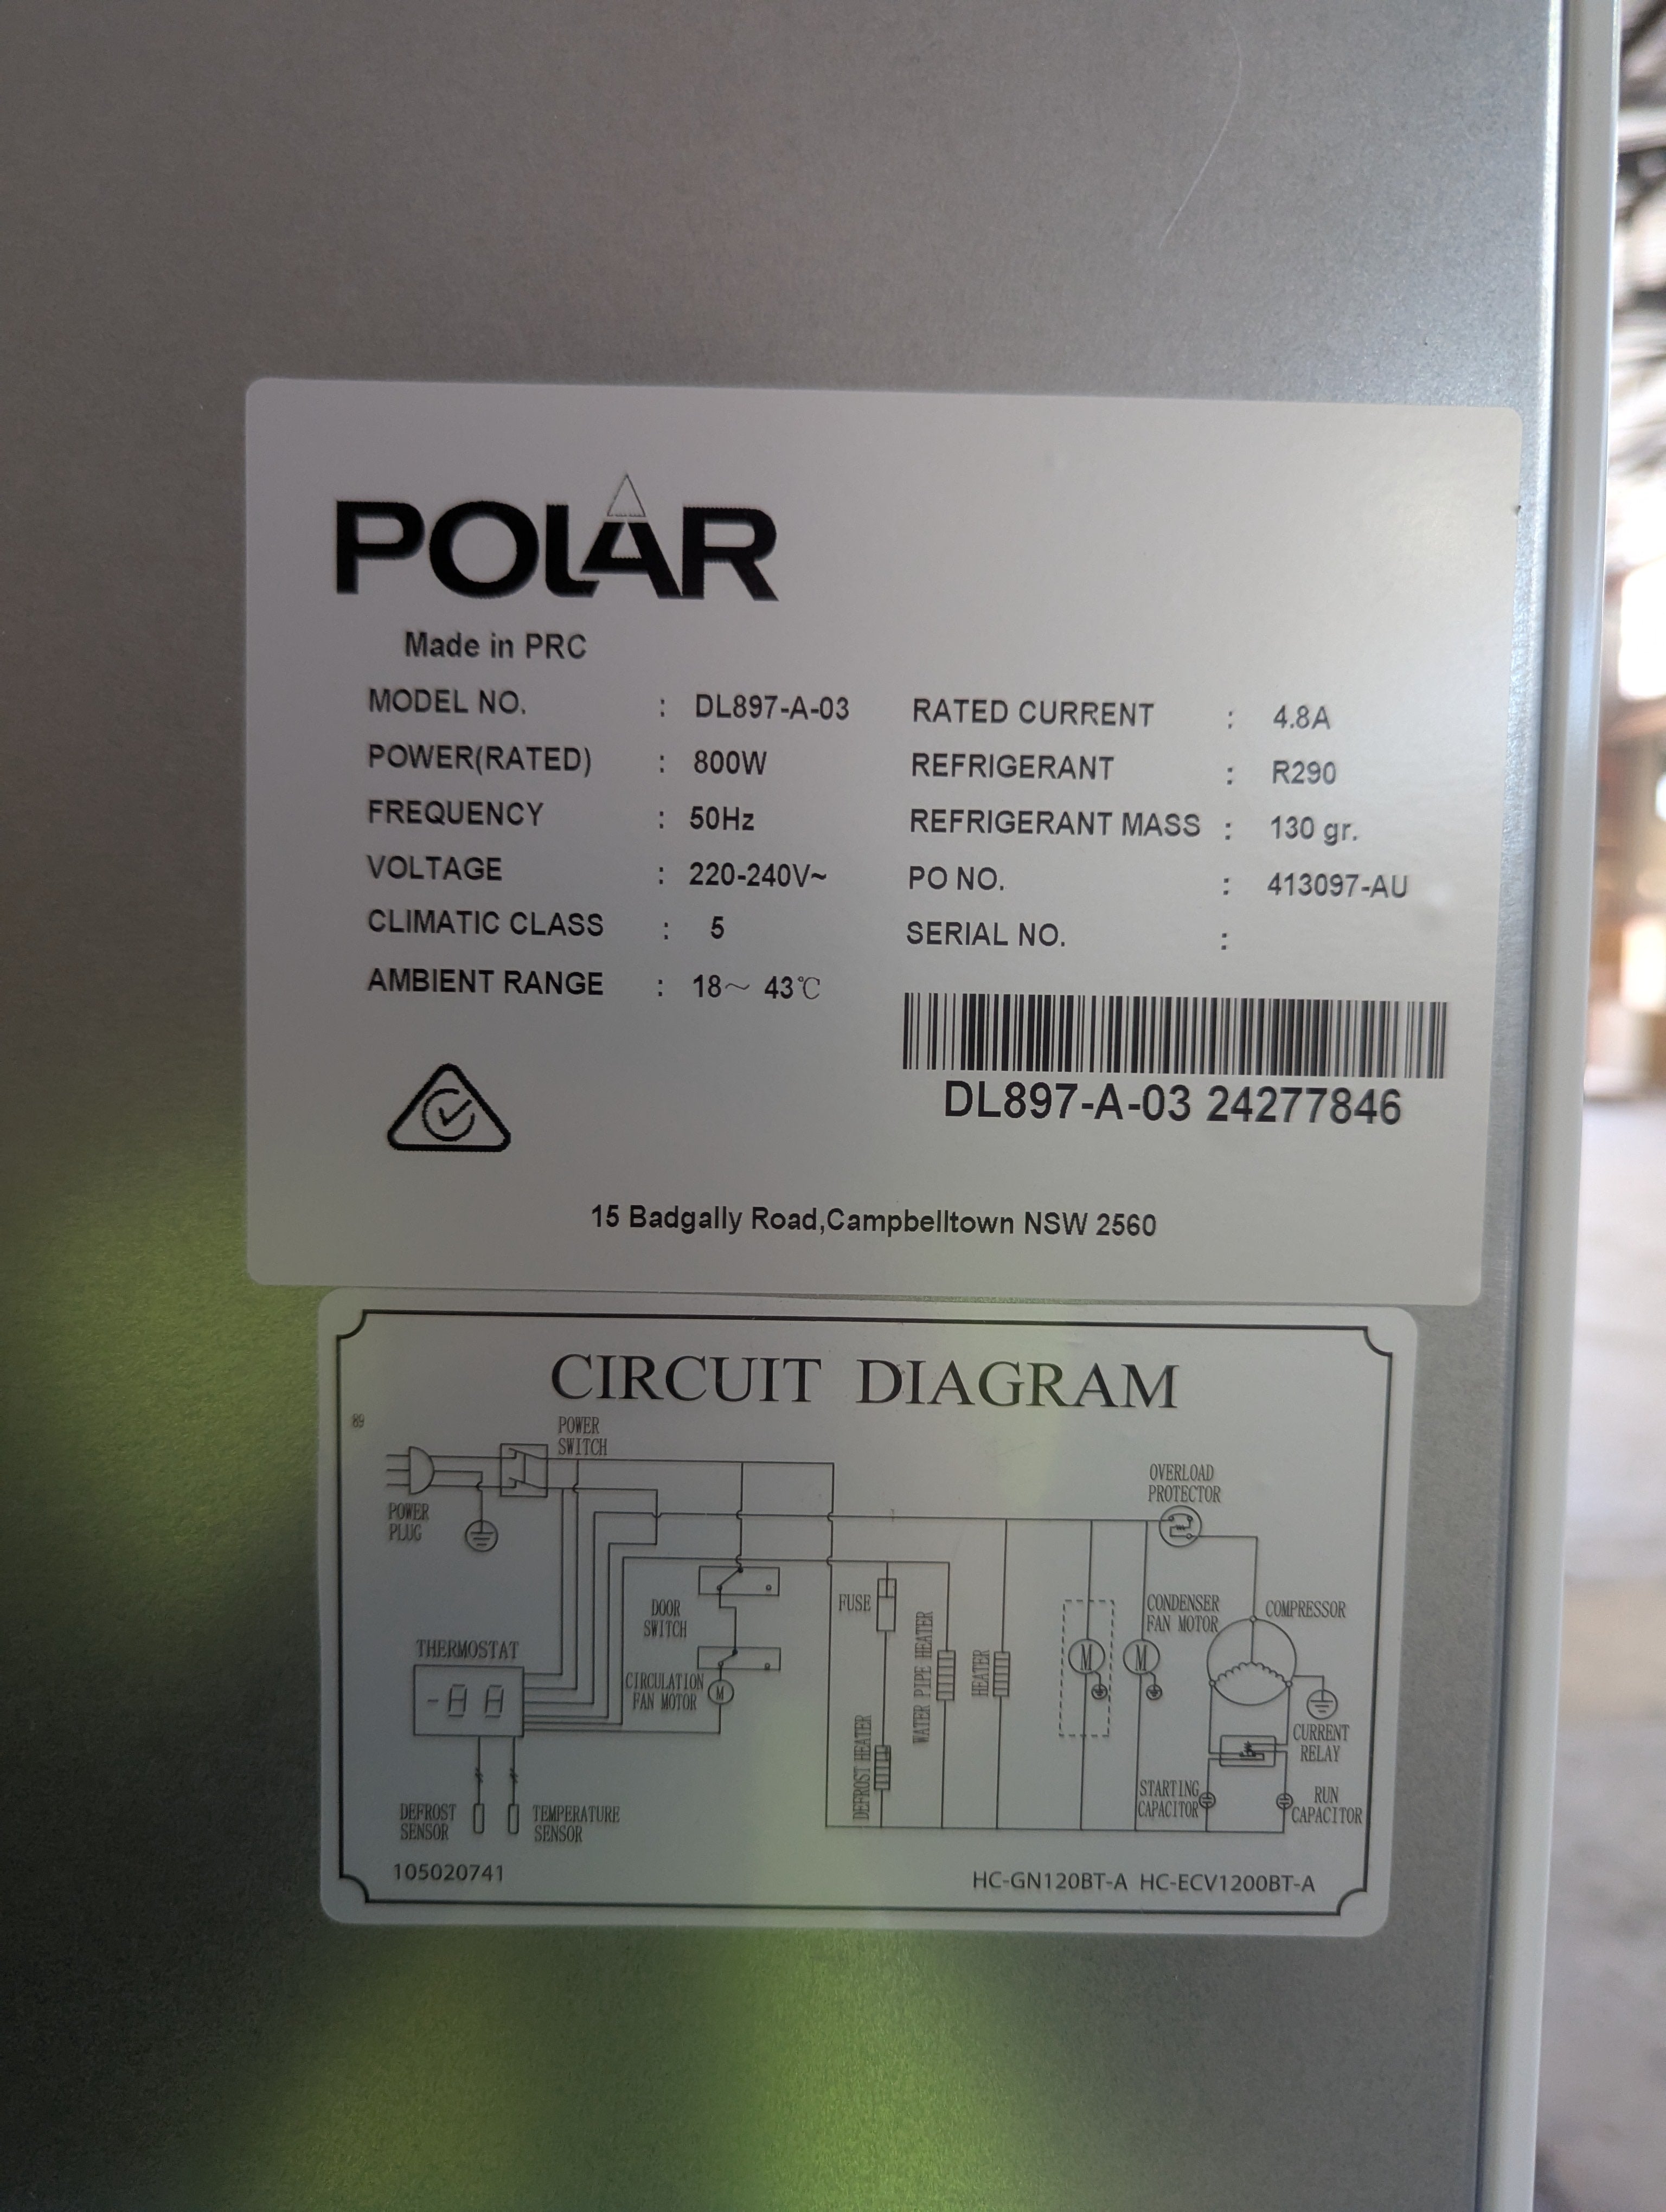 POLAR
Made in PRC
MODEL NO. : DL897-A-03
POWER(RATED) : 800W
FREQUENCY : 50Hz
VOLTAGE : 220-240V~
CLIMATIC CLASS : 5
AMBIENT RANGE : 18～ 43℃
RATED CURRENT : 4.8A
REFRIGERANT : R290
REFRIGERANT MASS : 130 gr.
PO NO. : 413097-AU
SERIAL NO. :
DL897-A-03 24277846
15 Badgally Road,Campbelltown NSW 2560
CIRCUIT DIAGRAM
89
POWER
SWITCH
POWER
PLUG
OVERLOAD
PROTECTOR
DOOR
SWITCH
FUSE
WATER PIPE HEATER
HEATER
M
M
CONDENSER
FAN MOTOR
COMPRESSOR
THERMOSTAT
CIRCULATION
FAN MOTOR
M
DEFROST HEATER
CURRENT
RELAY
STARTING
CAPACITOR
RUN
CAPACITOR
DEFROST
SENSOR
TEMPERATURE
SENSOR
105020741
HC-GN120BT-A HC-ECV1200BT-A